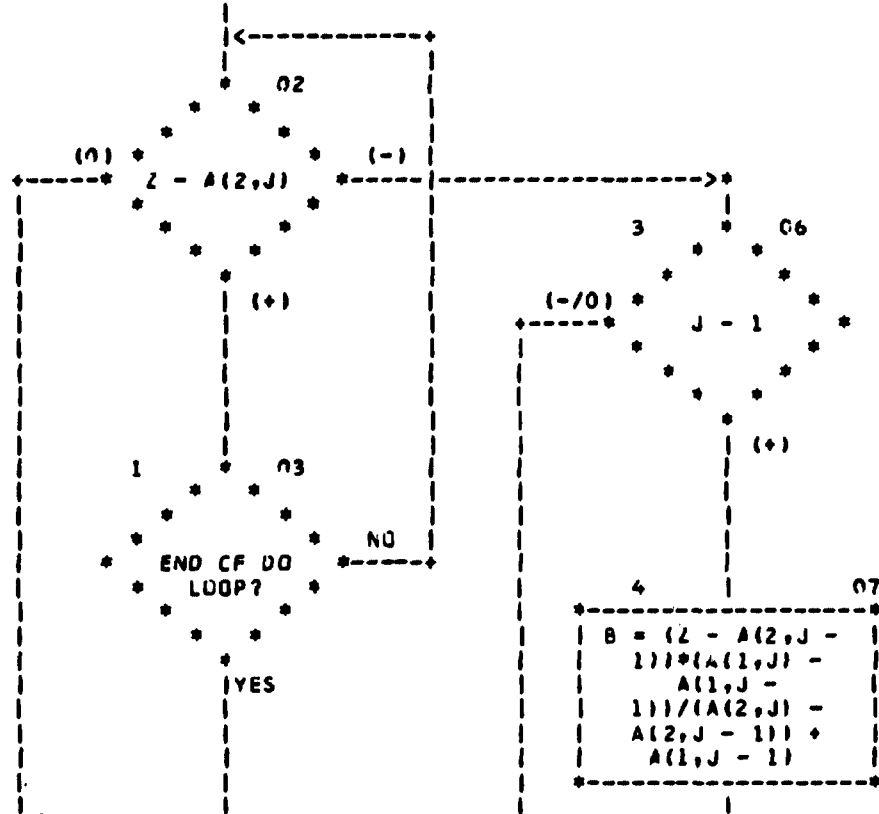 02
(0)
(-)
Z - A(2,J)
(+)
3
06
(-/0)
J - 1
(+)
1
03
NO
END OF DO
LOOP?
YES
4
07
B = (Z - A(2,J -
1))*(A(1,J) -
A(1,J -
1))/(A(2,J) -
A(2,J - 1)) +
A(1,J - 1)